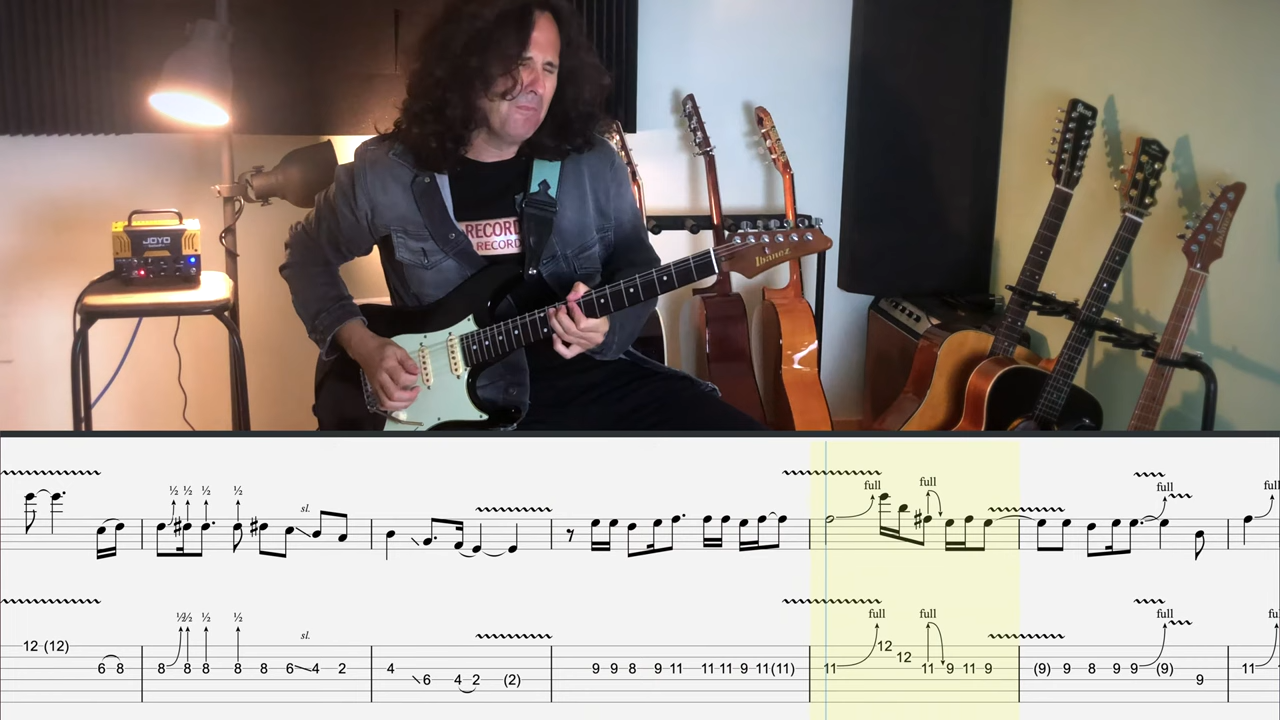 JOYO
RECORD
RECORD
Ibanez
½ ½ ½ ½
sl.
full full
full
full
½ ½ ½ ½
sl.
full full
full
full
12 (12)
6 8
8 8 8 8 8 6 4 2
4 6 4 2 (2)
9 9 8 9 11 11 11 9 11 (11)
11 12 12 11 9 11 9
(9) 9 8 9 9 (9) 9
11